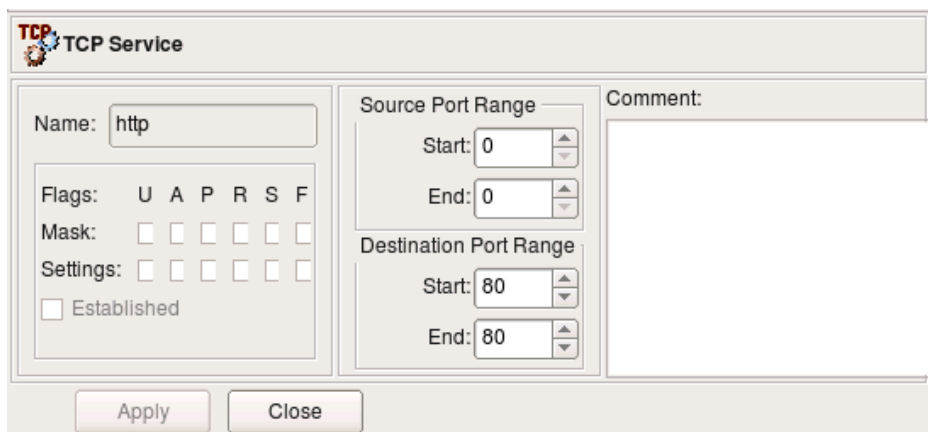 TCP
TCP Service
Name: http
Flags: U A P R S F
Mask:
Settings:
Established
Source Port Range
Start: 0
End: 0
Destination Port Range
Start: 80
End: 80
Comment:
Apply
Close